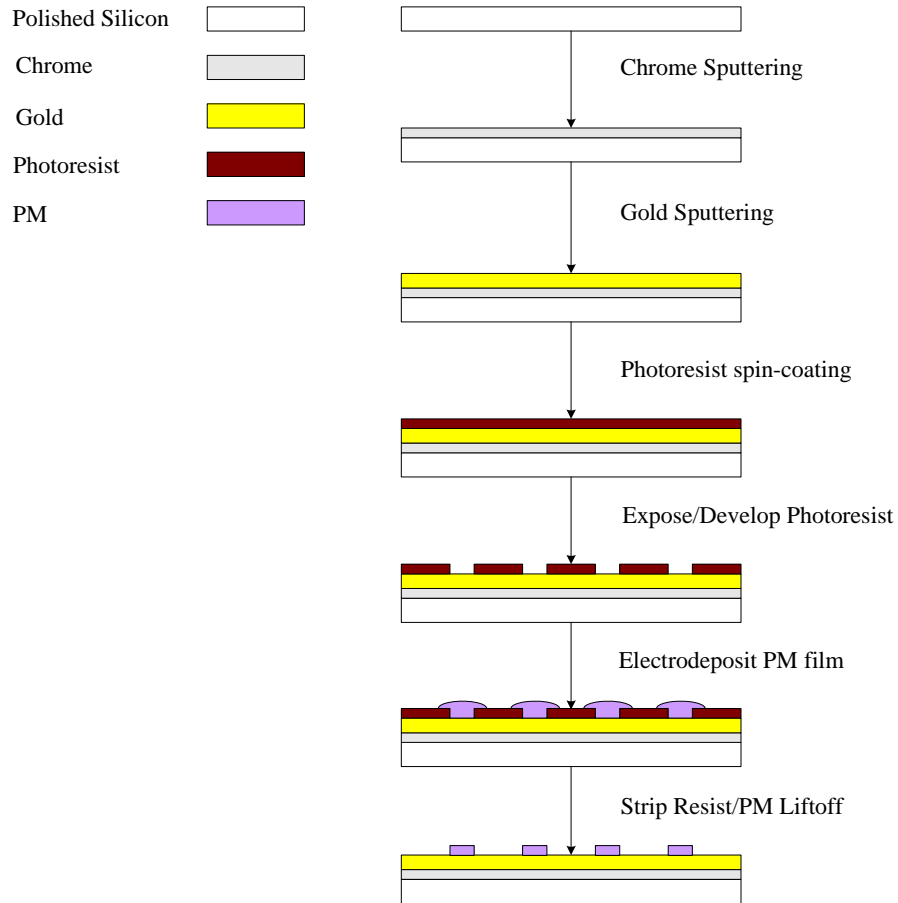 Polished Silicon
Chrome
Gold
Photoresist
PM
Chrome Sputtering
Gold Sputtering
Photoresist spin-coating
Expose/Develop Photoresist
Electrodeposit PM film
Strip Resist/PM Liftoff